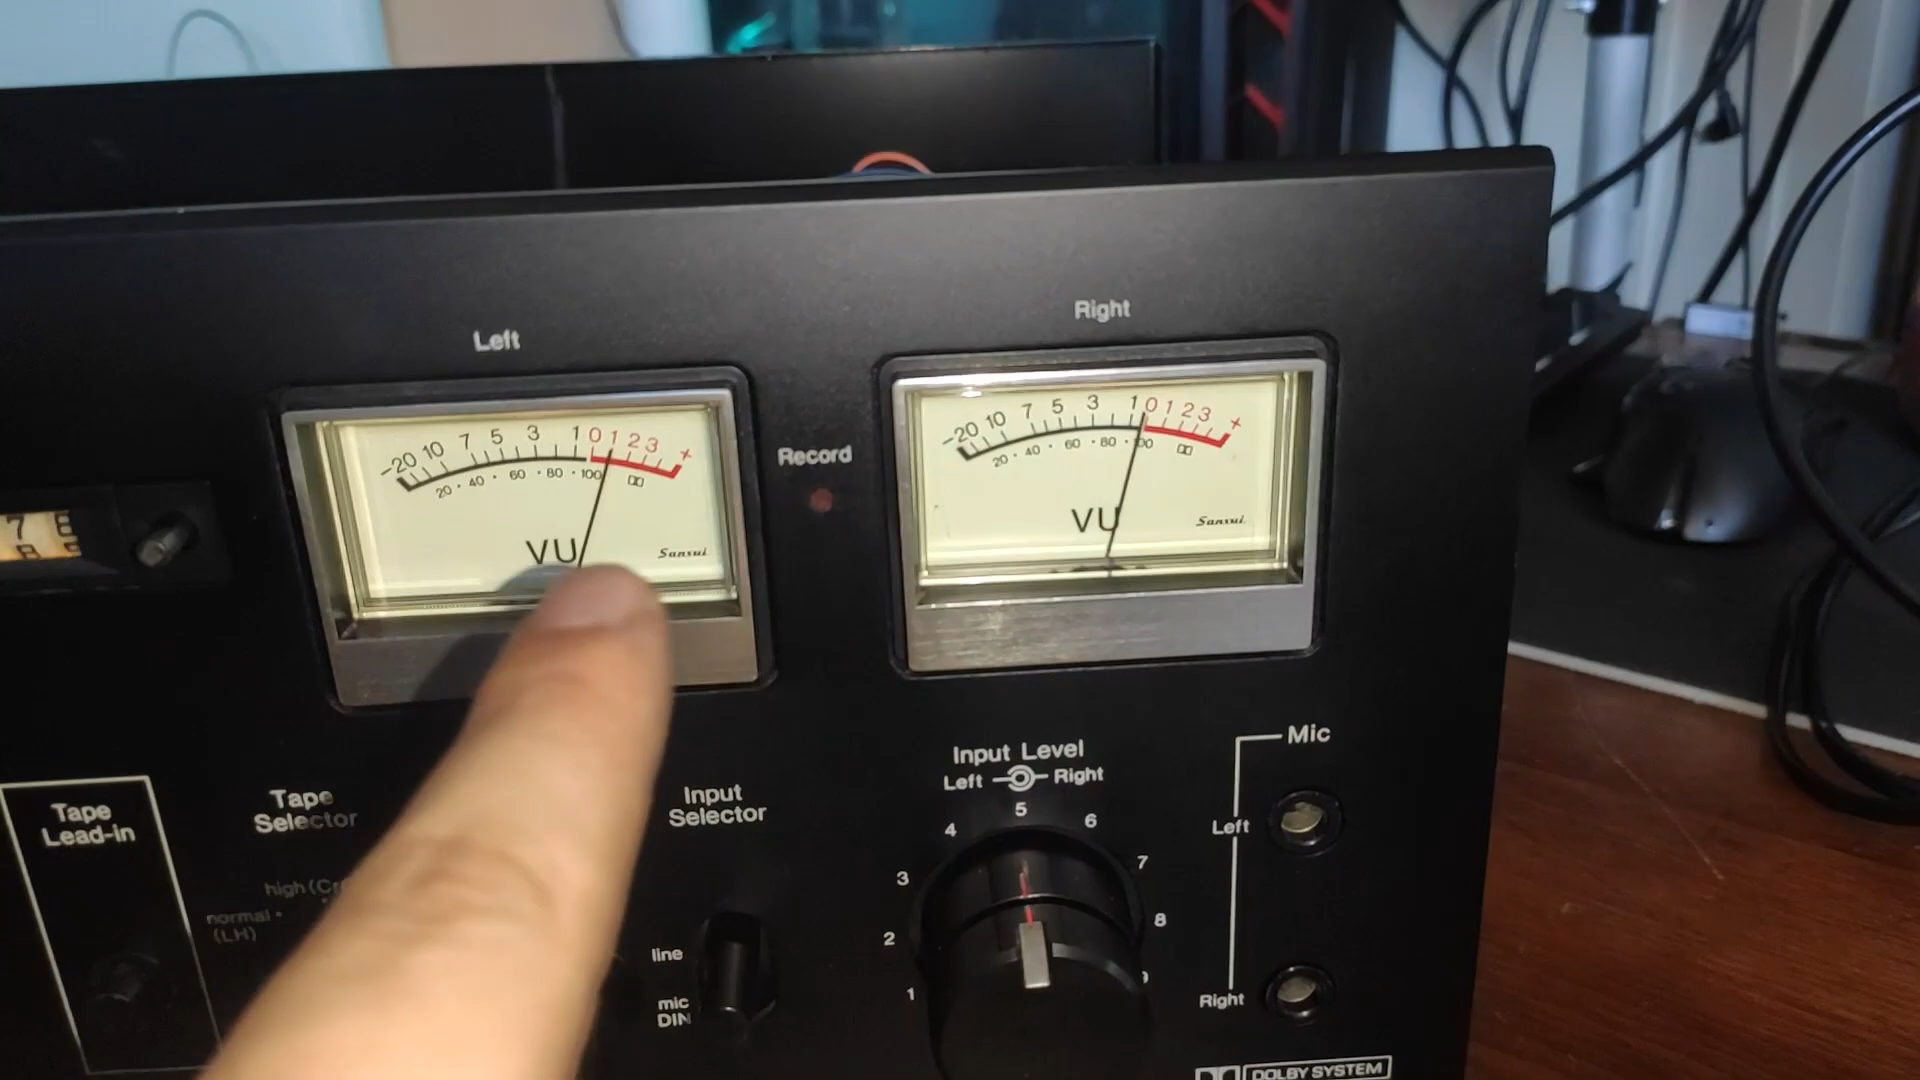 Left
Right
-20 10 7 5 3 1 0 1 2 3 +
20 · 40 · 60 · 80 · 100
VU
Sansui
Record
-20 10 7 5 3 1 0 1 2 3 +
20 · 40 · 60 · 80 · 100
VU
Sansui
7
Tape
Lead-in
Tape
Selector
normal
(LH)
Input
Selector
line
mic
DIN
Input Level
Left Right
1 2 3 4 5 6 7 8 9
Mic
Left
Right
DOLBY SYSTEM